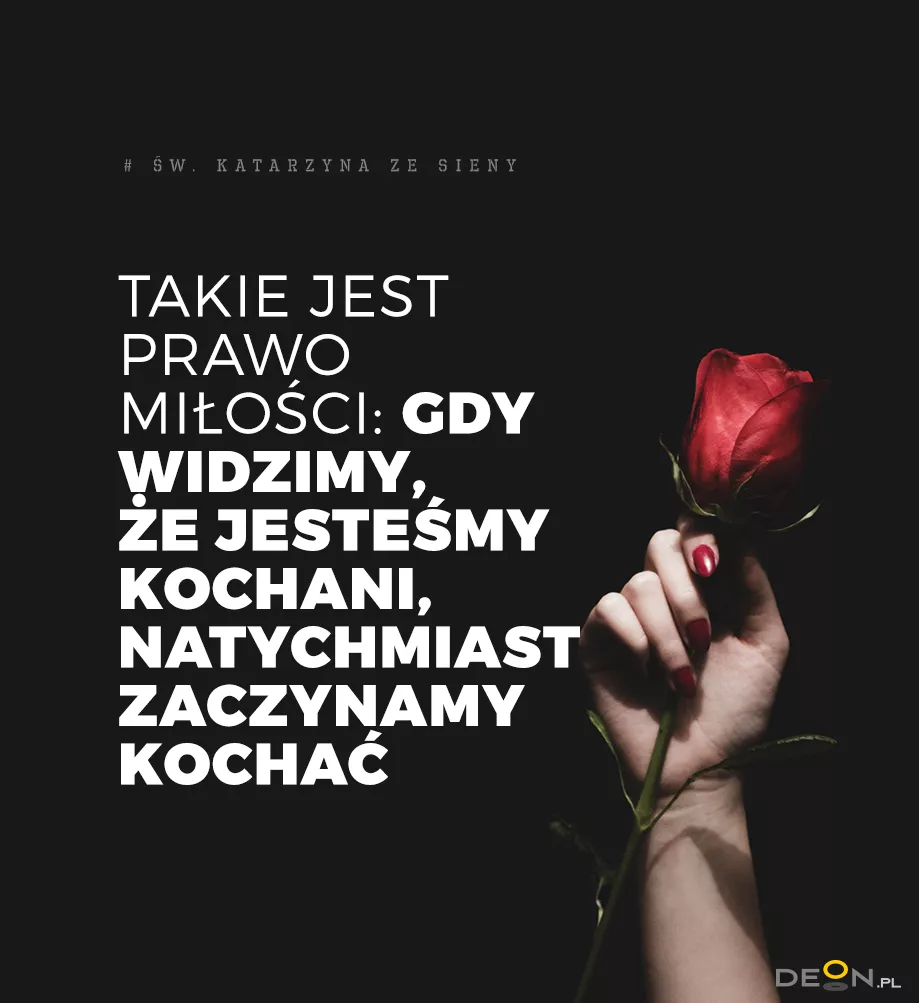 # ŚW. KATARZYNA ZE SIENY
TAKIE JEST
PRAWO
MIŁOŚCI: GDY
WIDZIMY,
ŻE JESTEŚMY
KOCHANI,
NATYCHMIAST
ZACZYNAMY
KOCHAĆ
DEON.PL